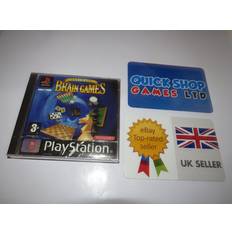 BRAIN GAMES
3+
PlayStation
QUICK SHOP
GAMES LTD
eBay
Top-rated
seller
UK SELLER